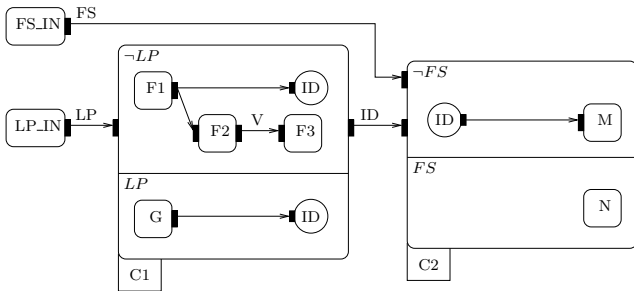 FS_IN
FS
¬LP
¬FS
F1
ID
LP_IN
LP
F2
V
F3
ID
ID
M
LP
FS
G
ID
N
C1
C2